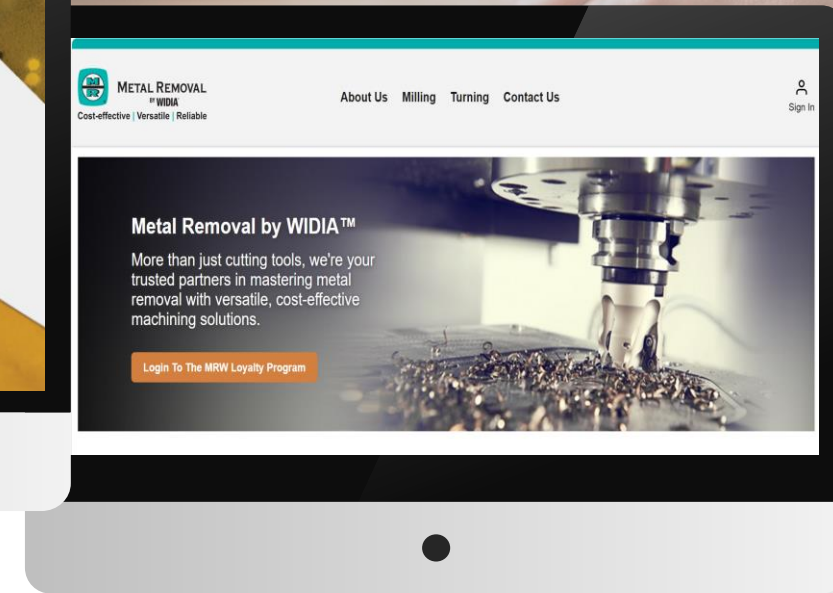 MR
METAL REMOVAL
BY WIDIA
Cost-effective | Versatile | Reliable
About Us Milling Turning Contact Us
Sign In
Metal Removal by WIDIA™
More than just cutting tools, we're your
trusted partners in mastering metal
removal with versatile, cost-effective
machining solutions.
Login To The MRW Loyalty Program